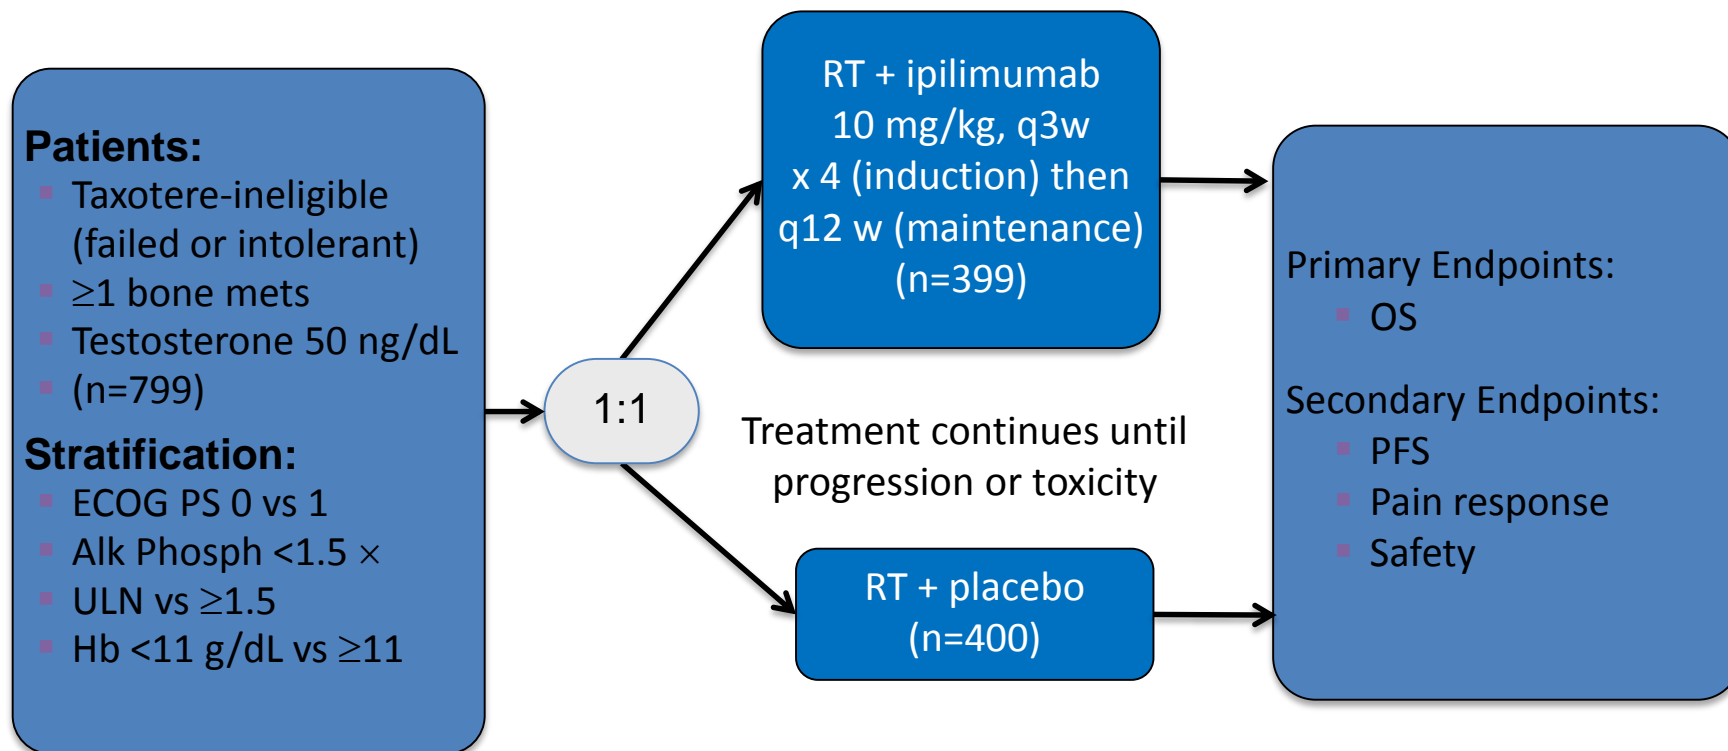 Patients:
Taxotere-ineligible
(failed or intolerant)
≥1 bone mets
Testosterone 50 ng/dL
(n=799)
Stratification:
ECOG PS 0 vs 1
Alk Phosph <1.5 ×
ULN vs ≥1.5
Hb <11 g/dL vs ≥11
1:1
RT + ipilimumab
10 mg/kg, q3w
x 4 (induction) then
q12 w (maintenance)
(n=399)
Treatment continues until
progression or toxicity
RT + placebo
(n=400)
Primary Endpoints:
OS
Secondary Endpoints:
PFS
Pain response
Safety